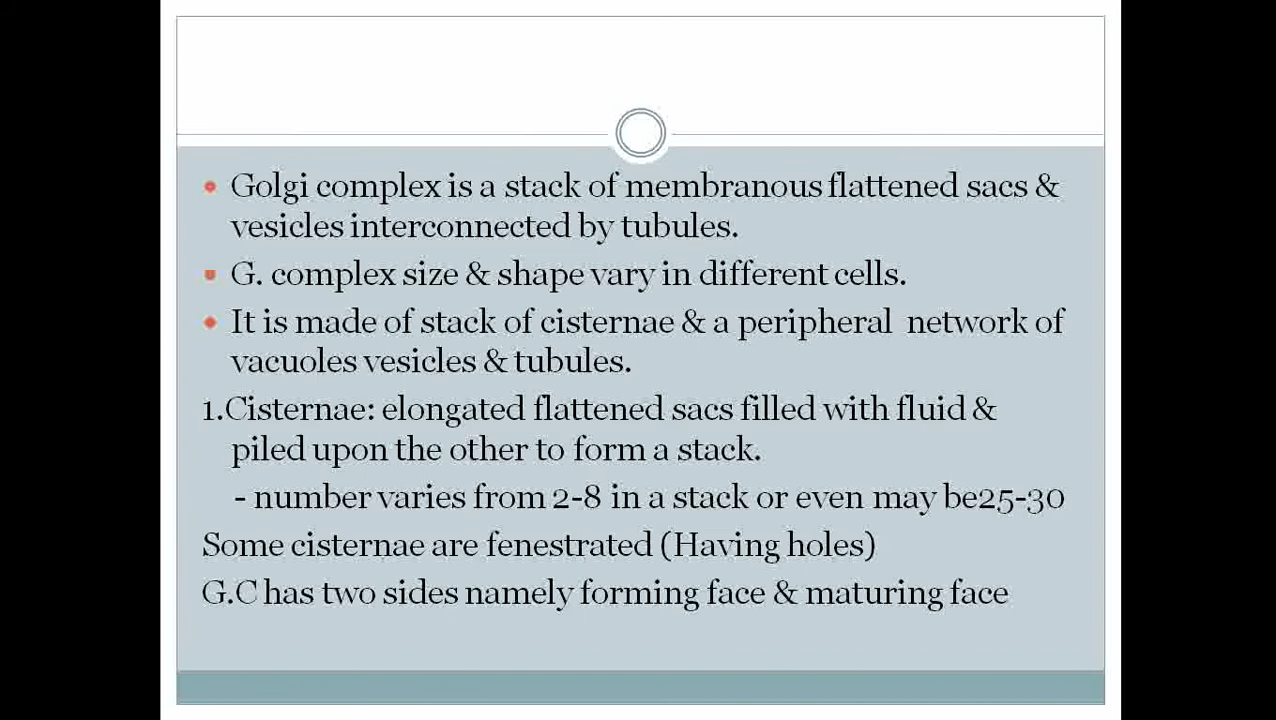 Golgi complex is a stack of membranous flattened sacs &
vesicles interconnected by tubules.
G. complex size & shape vary in different cells.
It is made of stack of cisternae & a peripheral network of
vacuoles vesicles & tubules.
1.Cisternae: elongated flattened sacs filled with fluid &
piled upon the other to form a stack.
- number varies from 2-8 in a stack or even may be25-30
Some cisternae are fenestrated (Having holes)
G.C has two sides namely forming face & maturing face